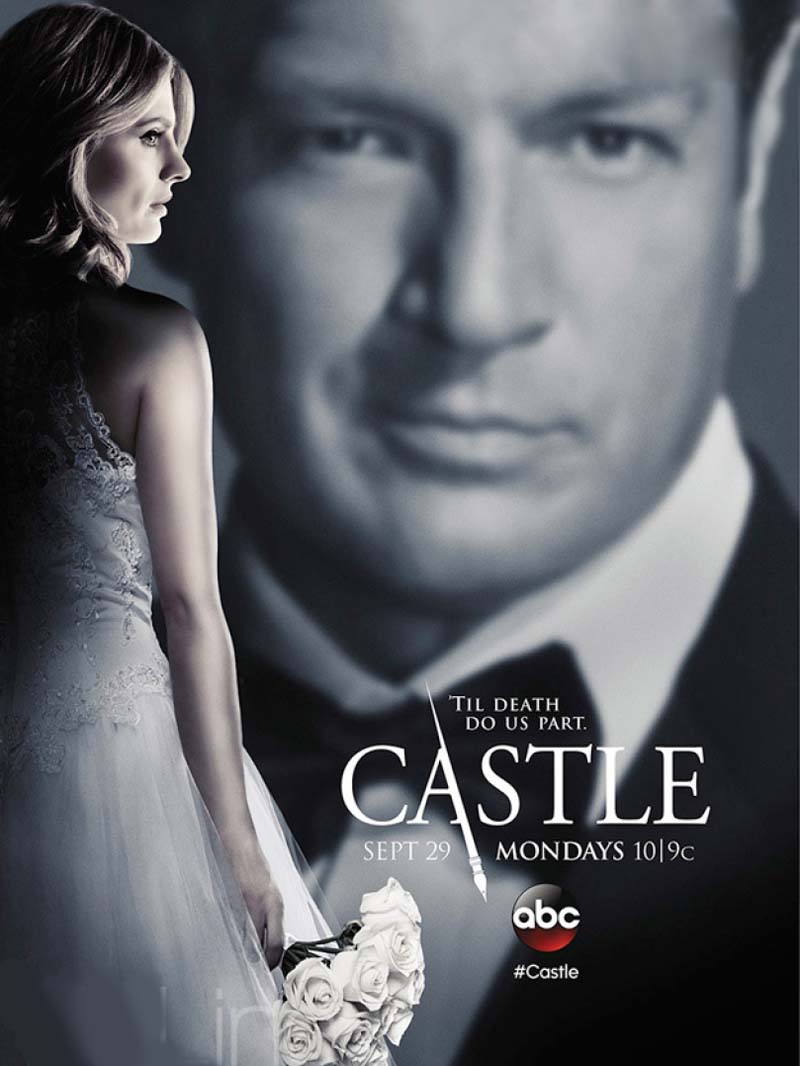 'TIL DEATH
DO US PART.
CASTLE
SEPT 29 MONDAYS 10|9C
abc
#Castle